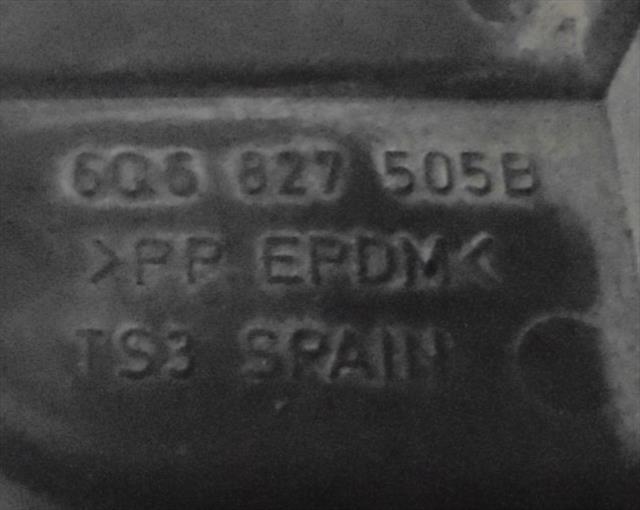 6Q6 827 505B
>PP EPDM<
TS3 SPAIN